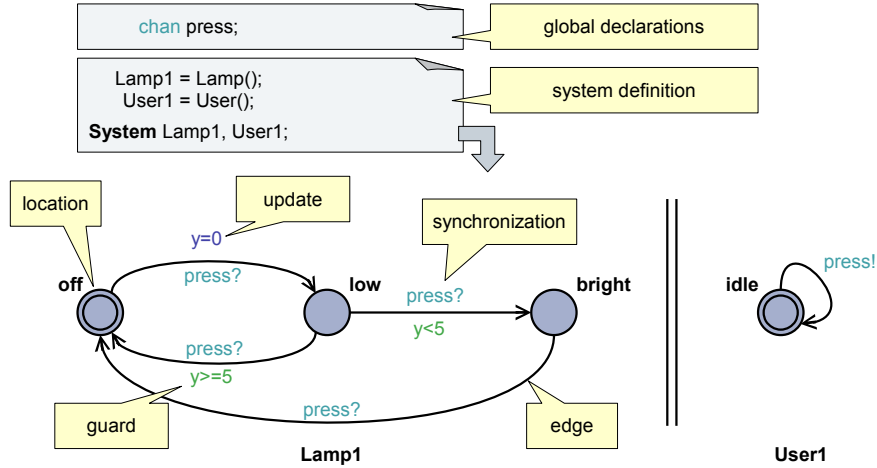 chan press;
global declarations
Lamp1 = Lamp();
User1 = User();
System Lamp1, User1;
system definition
location
update
synchronization
y=0
press?
off
low
press?
y<5
bright
idle
press!
press?
y>=5
press?
guard
edge
Lamp1
User1